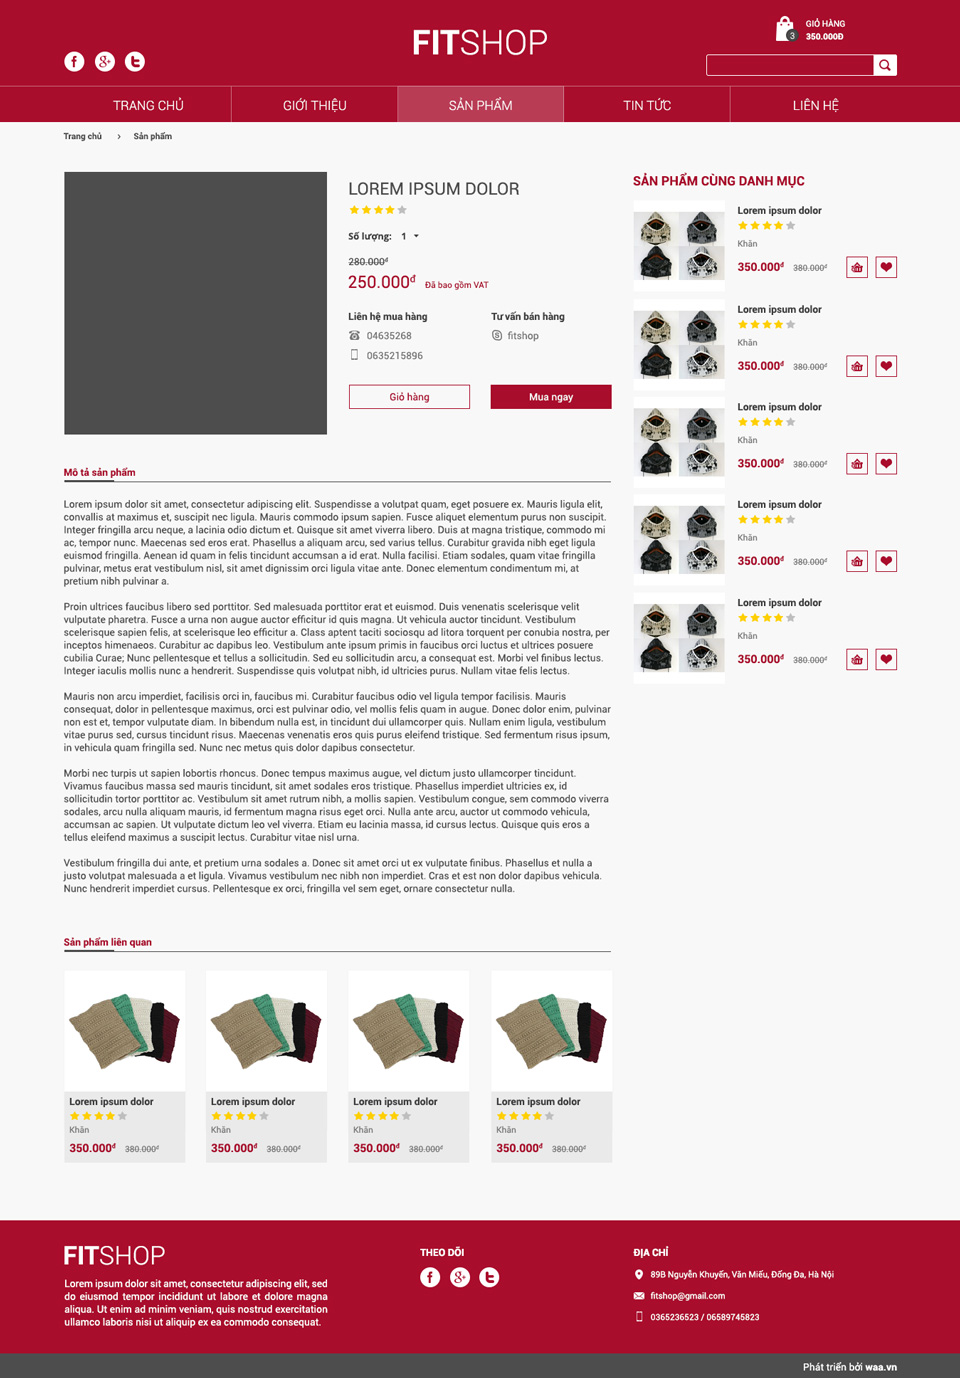 FITSHOP
GIỎ HÀNG
3
350.000Đ
TRANG CHỦ
GIỚI THIỆU
SẢN PHẨM
TIN TỨC
LIÊN HỆ
Trang chủ › Sản phẩm
LOREM IPSUM DOLOR
Số lượng: 1
280.000đ
250.000đ Đã bao gồm VAT
Liên hệ mua hàng
04635268
0635215896
Tư vấn bán hàng
fitshop
Giỏ hàng
Mua ngay
SẢN PHẨM CÙNG DANH MỤC
Lorem ipsum dolor
Khăn
350.000đ 380.000đ
Lorem ipsum dolor
Khăn
350.000đ 380.000đ
Lorem ipsum dolor
Khăn
350.000đ 380.000đ
Lorem ipsum dolor
Khăn
350.000đ 380.000đ
Lorem ipsum dolor
Khăn
350.000đ 380.000đ
Mô tả sản phẩm
Lorem ipsum dolor sit amet, consectetur adipiscing elit. Suspendisse a volutpat quam, eget posuere ex. Mauris ligula elit,
convallis at maximus et, suscipit nec ligula. Mauris commodo ipsum sapien. Fusce aliquet elementum purus non suscipit.
Integer fringilla arcu neque, a lacinia odio dictum et. Quisque sit amet viverra libero. Duis at magna tristique, commodo mi
ac, tempor nunc. Maecenas sed eros erat. Phasellus a aliquam arcu, sed varius tellus. Curabitur gravida nibh eget ligula
euismod fringilla. Aenean id quam in felis tincidunt accumsan a id erat. Nulla facilisi. Etiam sodales, quam vitae fringilla
pulvinar, metus erat vestibulum nisl, sit amet dignissim orci ligula vitae ante. Donec elementum condimentum mi, at
pretium nibh pulvinar a.
Proin ultrices faucibus libero sed porttitor. Sed malesuada porttitor erat et euismod. Duis venenatis scelerisque velit
vulputate pharetra. Fusce a urna non augue auctor efficitur id quis magna. Ut vehicula auctor tincidunt. Vestibulum
scelerisque sapien felis, at scelerisque leo efficitur a. Class aptent taciti sociosqu ad litora torquent per conubia nostra, per
inceptos himenaeos. Curabitur ac dapibus leo. Vestibulum ante ipsum primis in faucibus orci luctus et ultrices posuere
cubilia Curae; Nunc pellentesque et tellus a sollicitudin. Sed eu sollicitudin arcu, a consequat est. Morbi vel finibus lectus.
Integer iaculis mollis nunc a hendrerit. Suspendisse quis volutpat nibh, id ultricies purus. Nullam vitae felis lectus.
Mauris non arcu imperdiet, facilisis orci in, faucibus mi. Curabitur faucibus odio vel ligula tempor facilisis. Mauris
consequat, dolor in pellentesque maximus, orci est pulvinar odio, vel mollis felis quam in augue. Donec dolor enim, pulvinar
non est et, tempor vulputate diam. In bibendum nulla est, in tincidunt dui ullamcorper quis. Nullam enim ligula, vestibulum
vitae purus sed, cursus tincidunt risus. Maecenas venenatis eros quis purus eleifend tristique. Sed fermentum risus ipsum,
in vehicula quam fringilla sed. Nunc nec metus quis dolor dapibus consectetur.
Morbi nec turpis ut sapien lobortis rhoncus. Donec tempus maximus augue, vel dictum justo ullamcorper tincidunt.
Vivamus faucibus massa sed mauris tincidunt, sit amet sodales eros tristique. Phasellus imperdiet ultricies ex, id
sollicitudin tortor porttitor ac. Vestibulum sit amet rutrum nibh, a mollis sapien. Vestibulum congue, sem commodo viverra
sodales, arcu nulla aliquam mauris, id fermentum magna risus eget orci. Nulla ante arcu, auctor ut commodo vehicula,
accumsan ac sapien. Ut vulputate dictum leo vel viverra. Etiam eu lacinia massa, id cursus lectus. Quisque quis eros a
tellus eleifend maximus a suscipit lectus. Curabitur vitae nisl urna.
Vestibulum fringilla dui ante, et pretium urna sodales a. Donec sit amet orci ut ex vulputate finibus. Phasellus et nulla a
justo volutpat malesuada a et ligula. Vivamus vestibulum nec nibh non imperdiet. Cras et est non dolor dapibus vehicula.
Nunc hendrerit imperdiet cursus. Pellentesque ex orci, fringilla vel sem eget, ornare consectetur nulla.
Sản phẩm liên quan
Lorem ipsum dolor
Khăn
350.000đ 380.000đ
Lorem ipsum dolor
Khăn
350.000đ 380.000đ
Lorem ipsum dolor
Khăn
350.000đ 380.000đ
Lorem ipsum dolor
Khăn
350.000đ 380.000đ
FITSHOP
Lorem ipsum dolor sit amet, consectetur adipiscing elit, sed
do eiusmod tempor incididunt ut labore et dolore magna
aliqua. Ut enim ad minim veniam, quis nostrud exercitation
ullamco laboris nisi ut aliquip ex ea commodo consequat.
THEO DÕI
ĐỊA CHỈ
89B Nguyễn Khuyến, Văn Miếu, Đống Đa, Hà Nội
fitshop@gmail.com
0365236523 / 06589745823
Phát triển bởi waa.vn